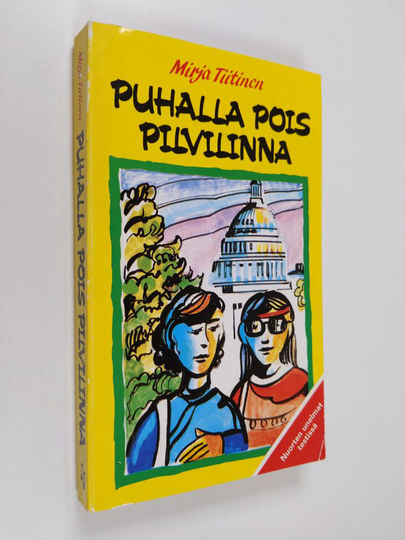 Mirja Tiitinen
PUHALLA POIS
PILVILINNA
Nuorten unelmat
testissä
Mirja Tiitinen PUHALLA POIS PILVILINNA